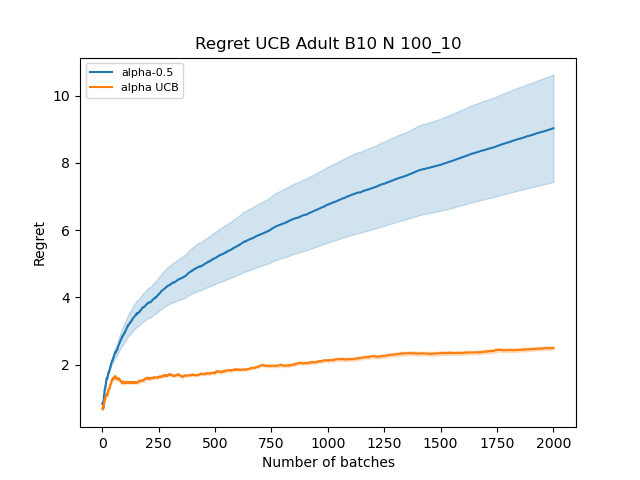 Regret UCB Adult B10 N 100_10
alpha-0.5
alpha UCB
10
8
6
4
2
Regret
0 250 500 750 1000 1250 1500 1750 2000
Number of batches